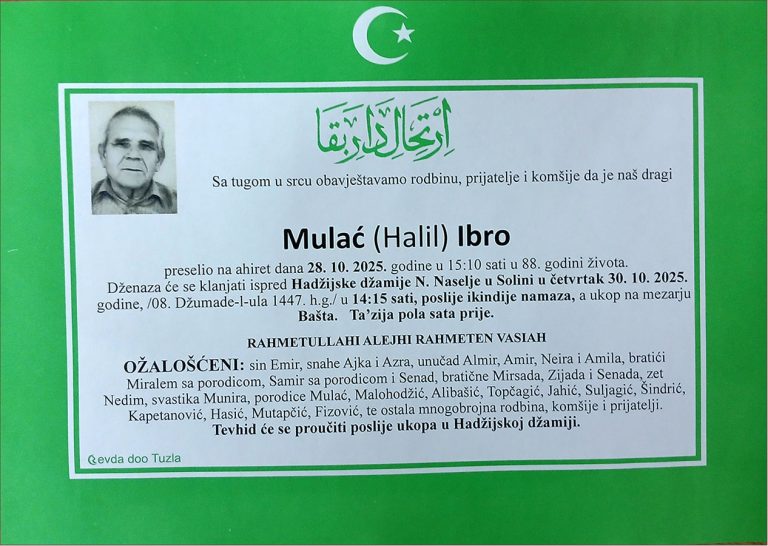 اِرْتِحَالِ دَارِ بَقَا
Sa tugom u srcu obavještavamo rodbinu, prijatelje i komšije da je naš dragi
Mulać (Halil) Ibro
preselio na ahiret dana 28. 10. 2025. godine u 15:10 sati u 88. godini života.
Dženaza će se klanjati ispred Hadžijske džamije N. Naselje u Solini u četvrtak 30. 10. 2025.
godine, /08. Džumade-l-ula 1447. h.g./ u 14:15 sati, poslije ikindije namaza, a ukop na mezarju
Bašta. Ta'zija pola sata prije.
RAHMETULLAHI ALEJHI RAHMETEN VASIAH
OŽALOŠĆENI: sin Emir, snahe Ajka i Azra, unučad Almir, Amir, Neira i Amila, bratići
Miralem sa porodicom, Samir sa porodicom i Senad, bratične Mirsada, Zijada i Senada, zet
Nedim, svastika Munira, porodice Mulać, Malohodžić, Alibašić, Topčagić, Jahić, Suljagić, Šindrić,
Kapetanović, Hasić, Mutapčić, Fizović, te ostala mnogobrojna rodbina, komšije i prijatelji.
Tevhid će se proučiti poslije ukopa u Hadžijskoj džamiji.
evda doo Tuzla